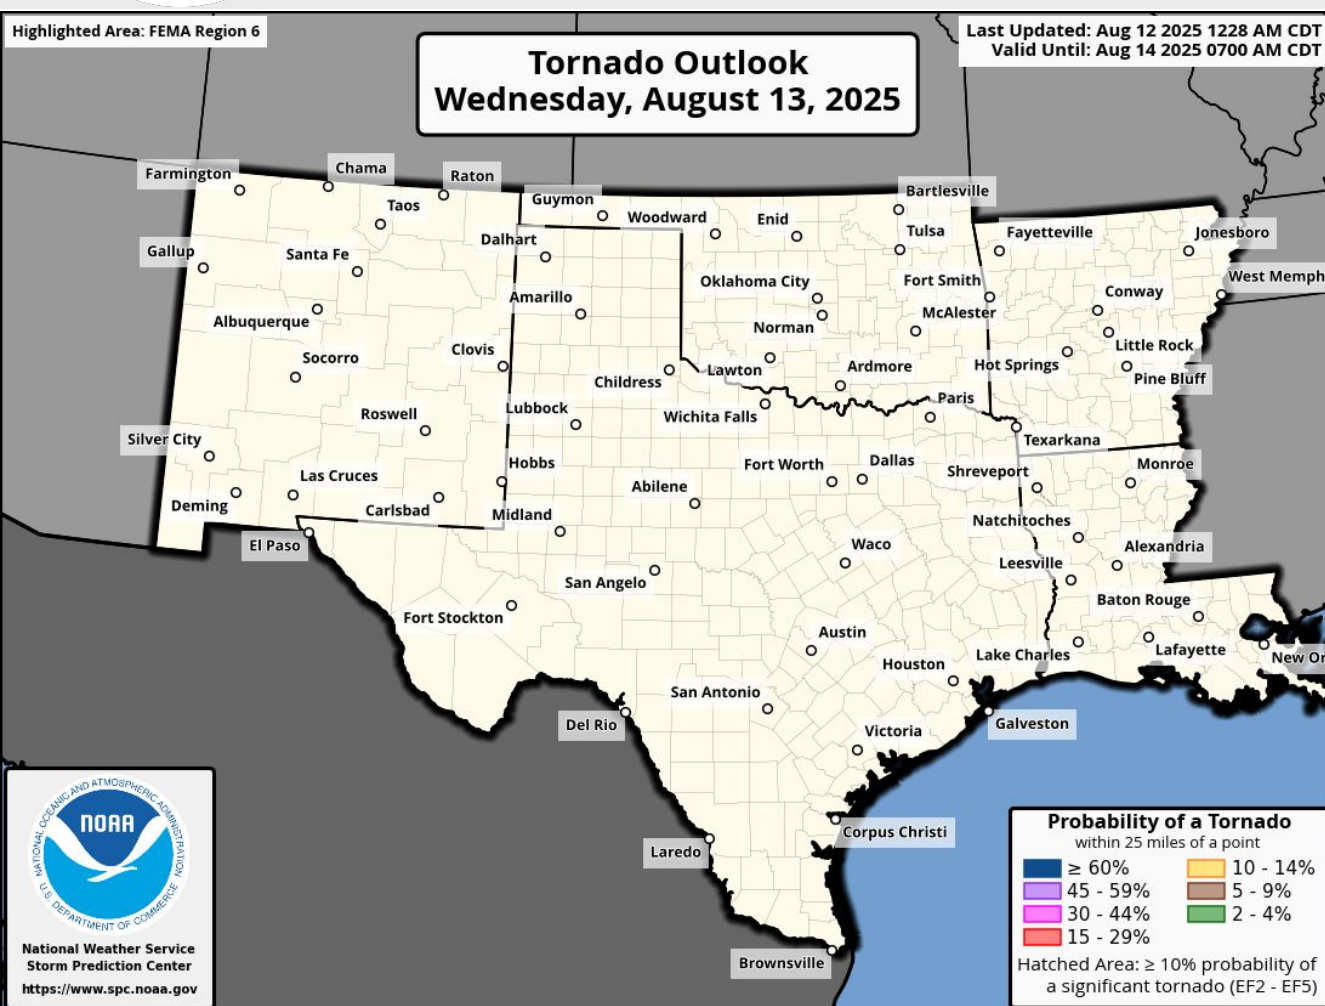 Highlighted Area: FEMA Region 6
Last Updated: Aug 12 2025 1228 AM CDT
Valid Until: Aug 14 2025 0700 AM CDT
Tornado Outlook
Wednesday, August 13, 2025
Farmington
Chama
Raton
Taos
Guymon
Woodward
Enid
Bartlesville
Tulsa
Fayetteville
Jonesboro
Gallup
Santa Fe
Dalhart
Oklahoma City
Fort Smith
Conway
West Memph
Albuquerque
Amarillo
Norman
McAlester
Little Rock
Socorro
Clovis
Childress
Lawton
Ardmore
Hot Springs
Pine Bluff
Roswell
Lubbock
Wichita Falls
Paris
Texarkana
Silver City
Las Cruces
Hobbs
Fort Worth
Dallas
Shreveport
Monroe
Deming
Carlsbad
Midland
Abilene
Natchitoches
El Paso
San Angelo
Waco
Leesville
Alexandria
Fort Stockton
Austin
Baton Rouge
Houston
Lake Charles
Lafayette
New Or
San Antonio
Del Rio
Victoria
Galveston
Laredo
Corpus Christi
Brownsville
NATIONAL OCEANIC AND ATMOSPHERIC ADMINISTRATION
NOAA
U.S. DEPARTMENT OF COMMERCE
National Weather Service
Storm Prediction Center
https://www.spc.noaa.gov
Probability of a Tornado
within 25 miles of a point
≥ 60%
10 - 14%
45 - 59%
5 - 9%
30 - 44%
2 - 4%
15 - 29%
Hatched Area: ≥ 10% probability of
a significant tornado (EF2 - EF5)